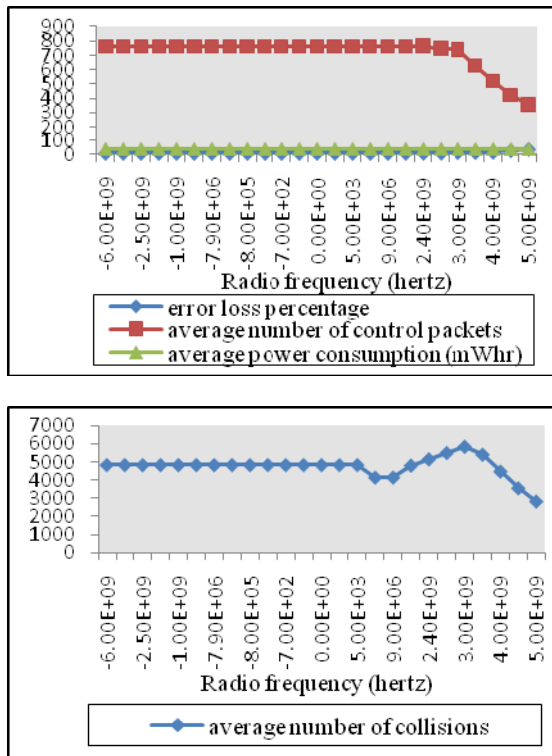 900
800
700
600
500
400
300
200
100
0
-6.00E+09
-2.50E+09
-1.00E+09
-7.90E+06
-8.00E+05
-7.00E+02
0.00E+00
5.00E+03
9.00E+06
2.40E+09
3.00E+09
4.00E+09
5.00E+09
Radio frequency (hertz)
error loss percentage
average number of control packets
average power consumption (mWhr)
7000
6000
5000
4000
3000
2000
1000
0
-6.00E+09
-2.50E+09
-1.00E+09
-7.90E+06
-8.00E+05
-7.00E+02
0.00E+00
5.00E+03
9.00E+06
2.40E+09
3.00E+09
4.00E+09
5.00E+09
Radio frequency (hertz)
average number of collisions